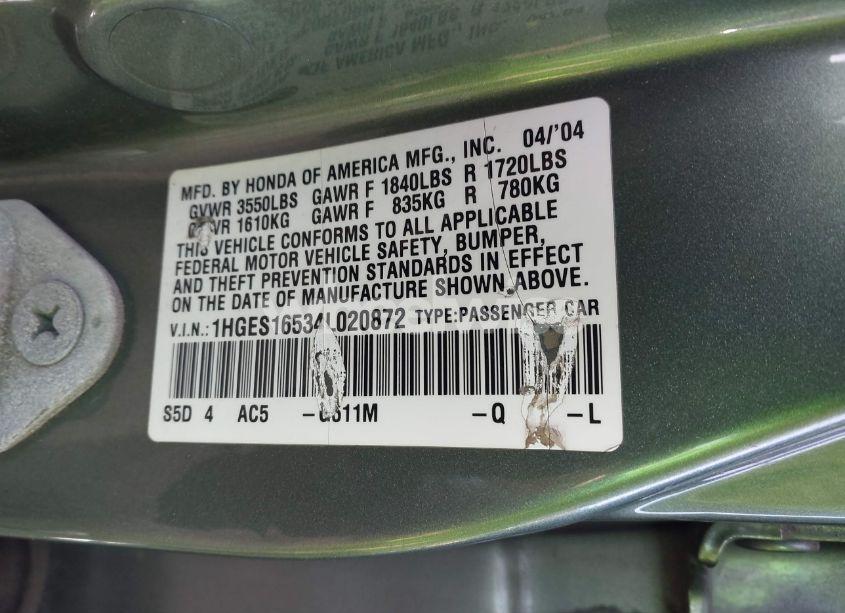 MFD. BY HONDA OF AMERICA MFG., INC. 04/'04
GVWR 3550LBS GAWR F 1840LBS R 1720LBS
GVWR 1610KG GAWR F 835KG R 780KG
THIS VEHICLE CONFORMS TO ALL APPLICABLE
FEDERAL MOTOR VEHICLE SAFETY, BUMPER,
AND THEFT PREVENTION STANDARDS IN EFFECT
ON THE DATE OF MANUFACTURE SHOWN ABOVE.
V.I.N.: 1HGES16534L020872 TYPE:PASSENGER CAR
S5D 4 AC5 -Q -L